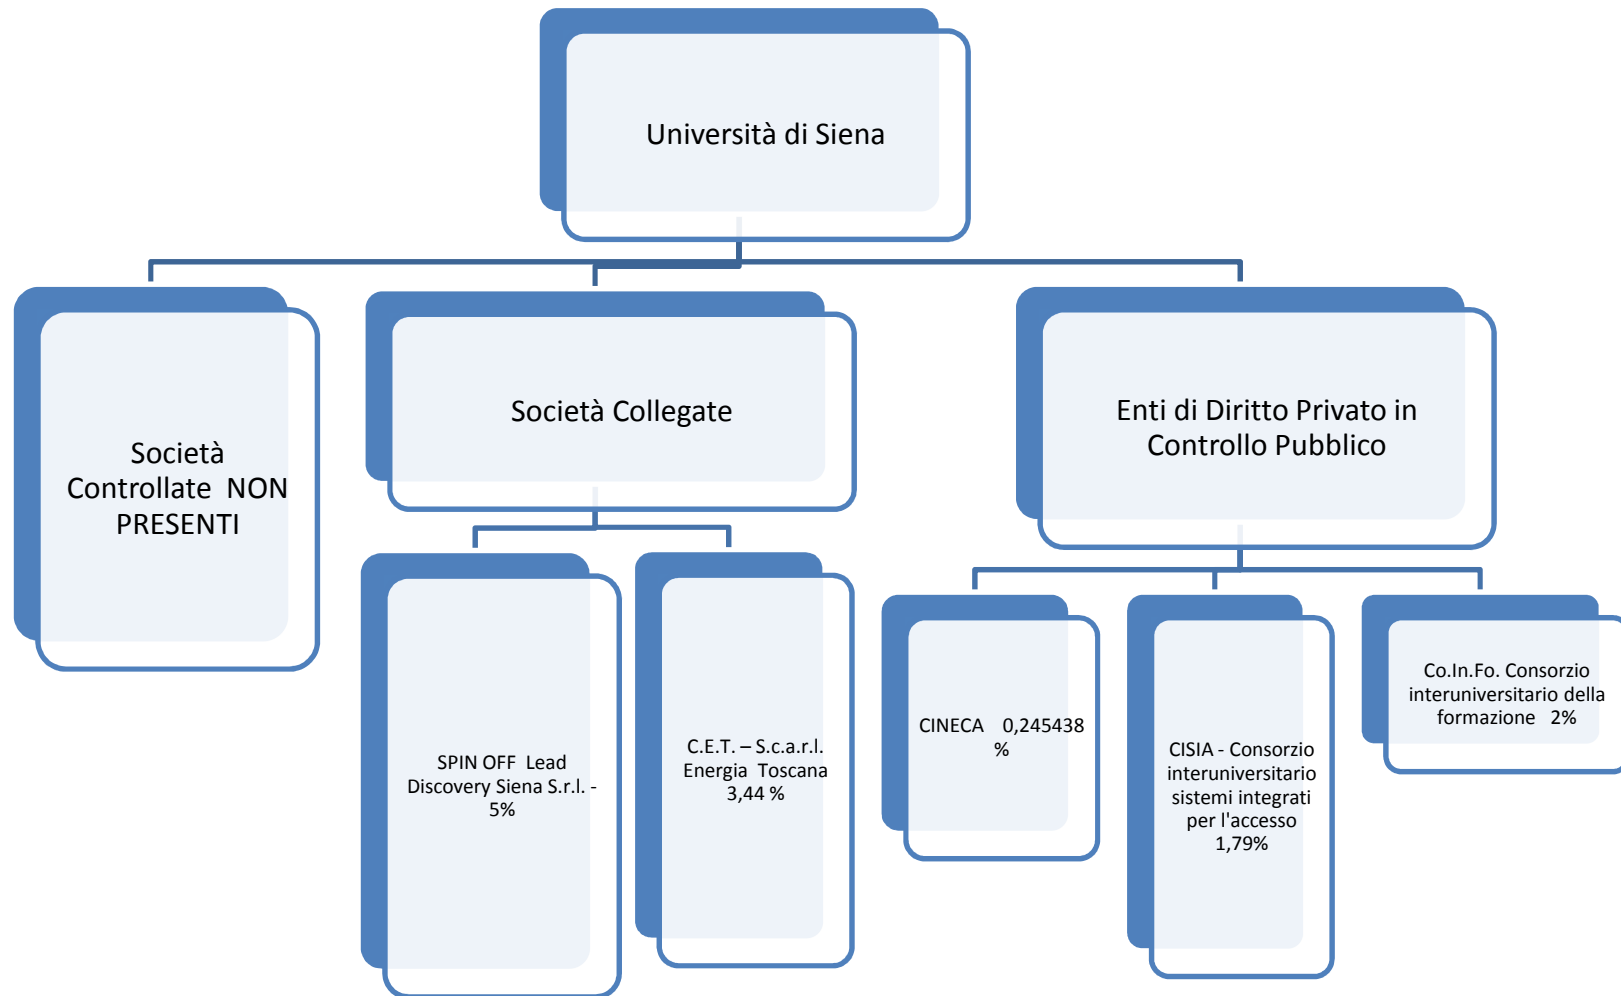 Università di Siena
Società
Controllate NON
PRESENTI
Società Collegate
Enti di Diritto Privato in
Controllo Pubblico
SPIN OFF Lead
Discovery Siena S.r.l. -
5%
C.E.T. – S.c.a.r.l.
Energia Toscana
3,44 %
CINECA 0,245438
%
CISIA - Consorzio
interuniversitario
sistemi integrati
per l'accesso
1,79%
Co.In.Fo. Consorzio
interuniversitario della
formazione 2%